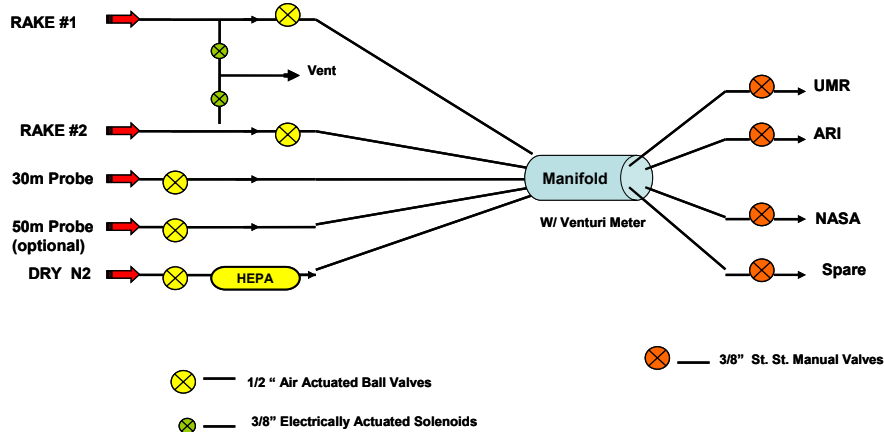 RAKE #1
Vent
RAKE #2
30m Probe
50m Probe
(optional)
DRY N2
HEPA
Manifold
W/ Venturi Meter
UMR
ARI
NASA
Spare
3/8” St. St. Manual Valves
1/2 “ Air Actuated Ball Valves
3/8” Electrically Actuated Solenoids